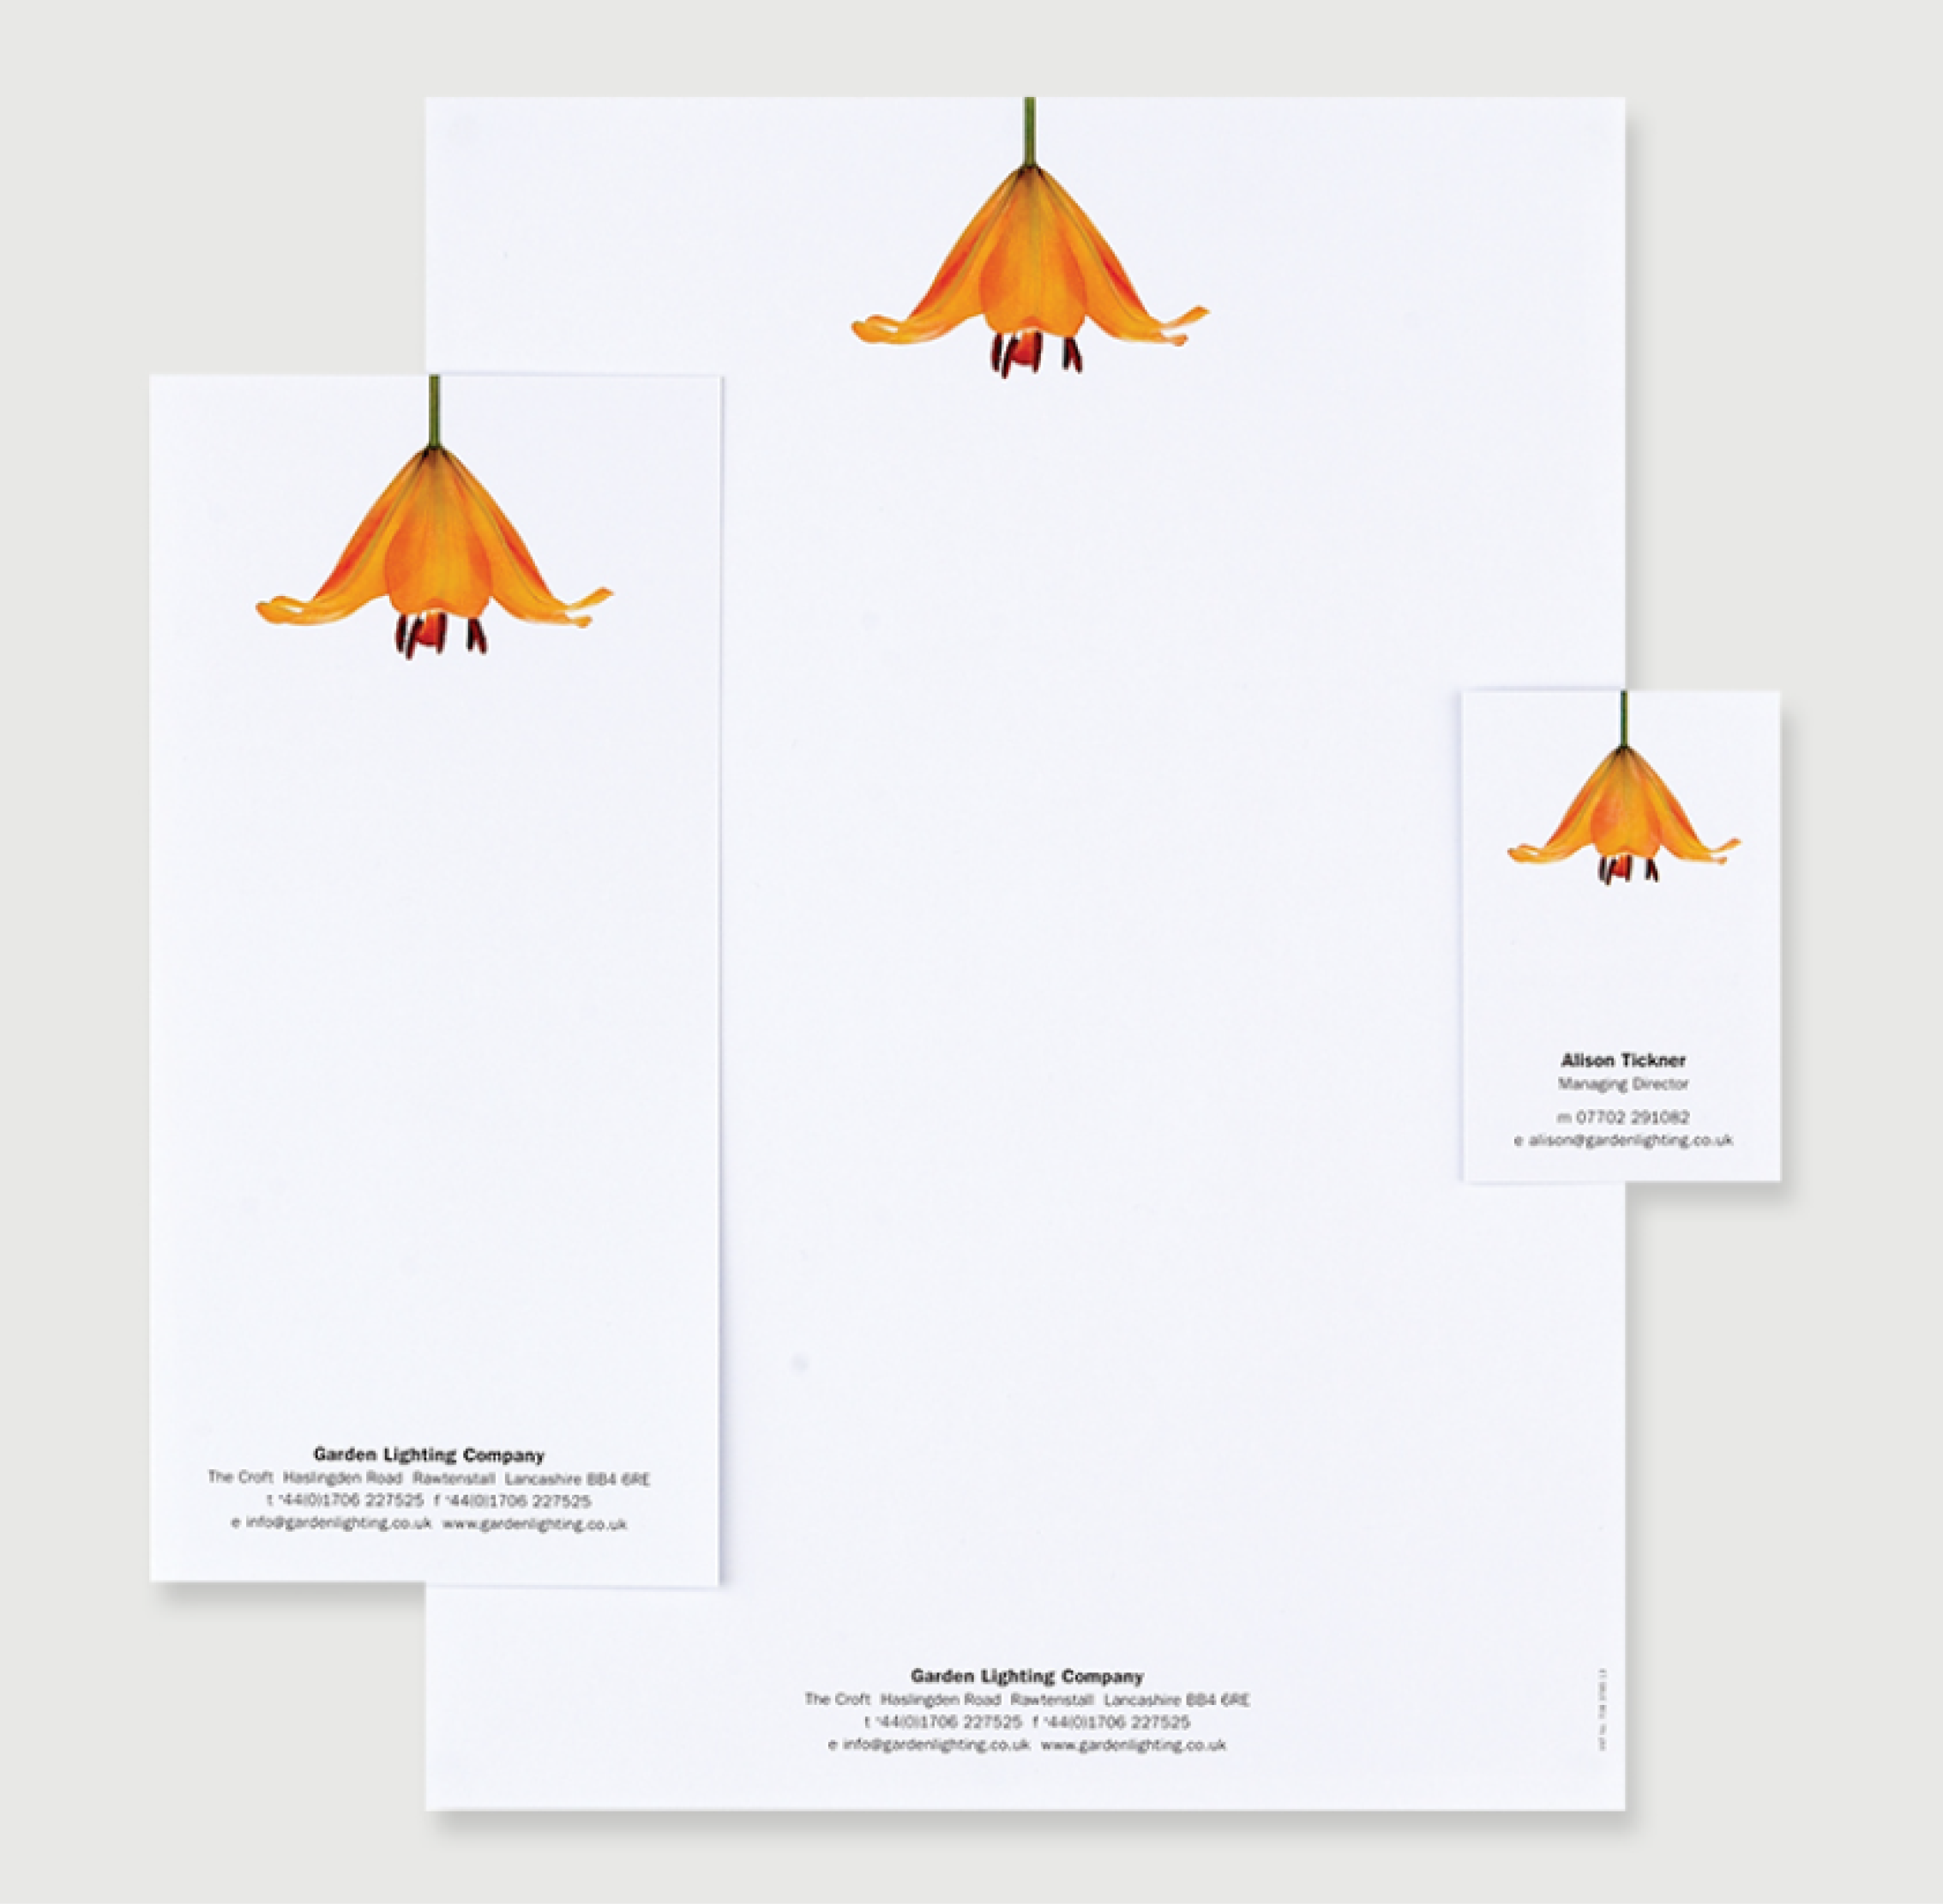 Alison Tickner
Managing Director
m 07702 291082
e alison@gardenlighting.co.uk
Garden Lighting Company
The Croft Haslingden Road Rawtenstall Lancashire BB4 6RE
t +44(0)1706 227525 f +44(0)1706 227525
e info@gardenlighting.co.uk www.gardenlighting.co.uk
Garden Lighting Company
The Croft Haslingden Road Rawtenstall Lancashire BB4 6RE
t +44(0)1706 227525 f +44(0)1706 227525
e info@gardenlighting.co.uk www.gardenlighting.co.uk